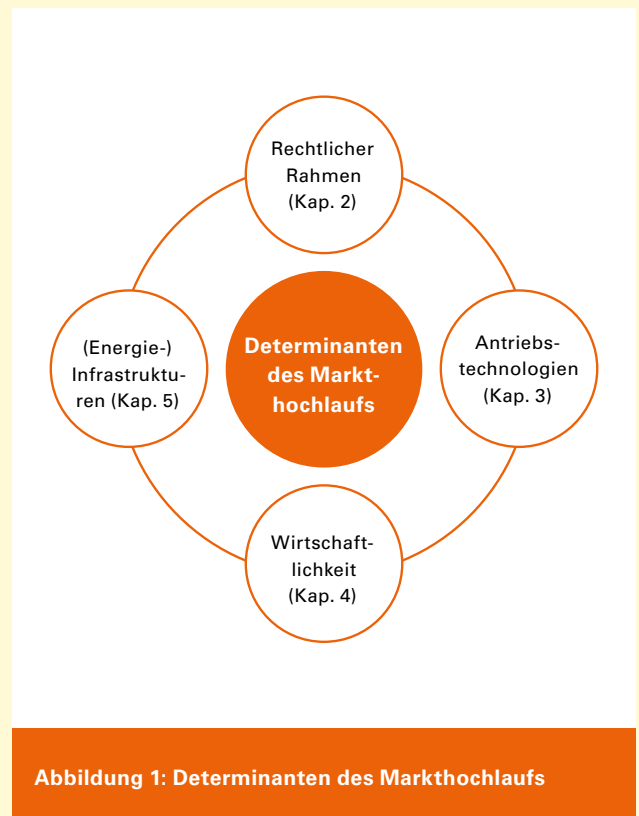 Rechtlicher
Rahmen
(Kap. 2)
(Energie-)
Infrastruktu-
ren (Kap. 5)
Determinanten
des Markt-
hochlaufs
Antriebs-
technologien
(Kap. 3)
Wirtschaft-
lichkeit
(Kap. 4)
Abbildung 1: Determinanten des Markthochlaufs